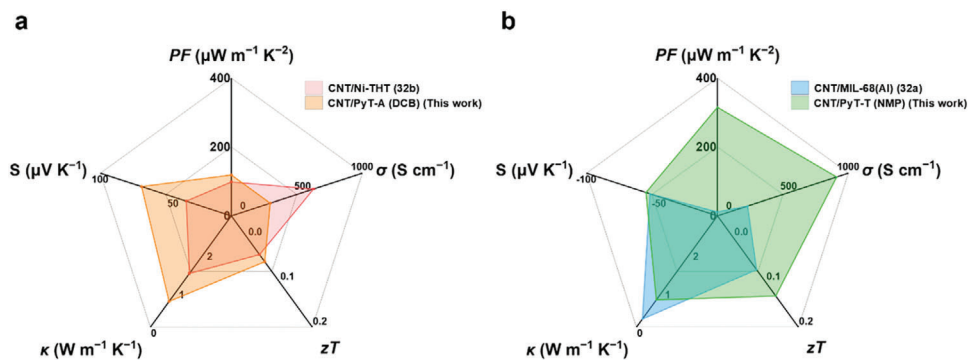 a
PF (μW m⁻¹ K⁻²)
400
CNT/Ni-THT (32b)
CNT/PyT-A (DCB) (This work)
200
S (μV K⁻¹)
100
1000
σ (S cm⁻¹)
500
50
0
0
0.0
2
0.1
1
0
0.2
κ (W m⁻¹ K⁻¹)
zT
b
PF (μW m⁻¹ K⁻²)
400
CNT/MIL-68(Al) (32a)
CNT/PyT-T (NMP) (This work)
200
S (μV K⁻¹)
-100
1000
σ (S cm⁻¹)
500
-50
0
0
0.0
2
0.1
1
0
0.2
κ (W m⁻¹ K⁻¹)
zT